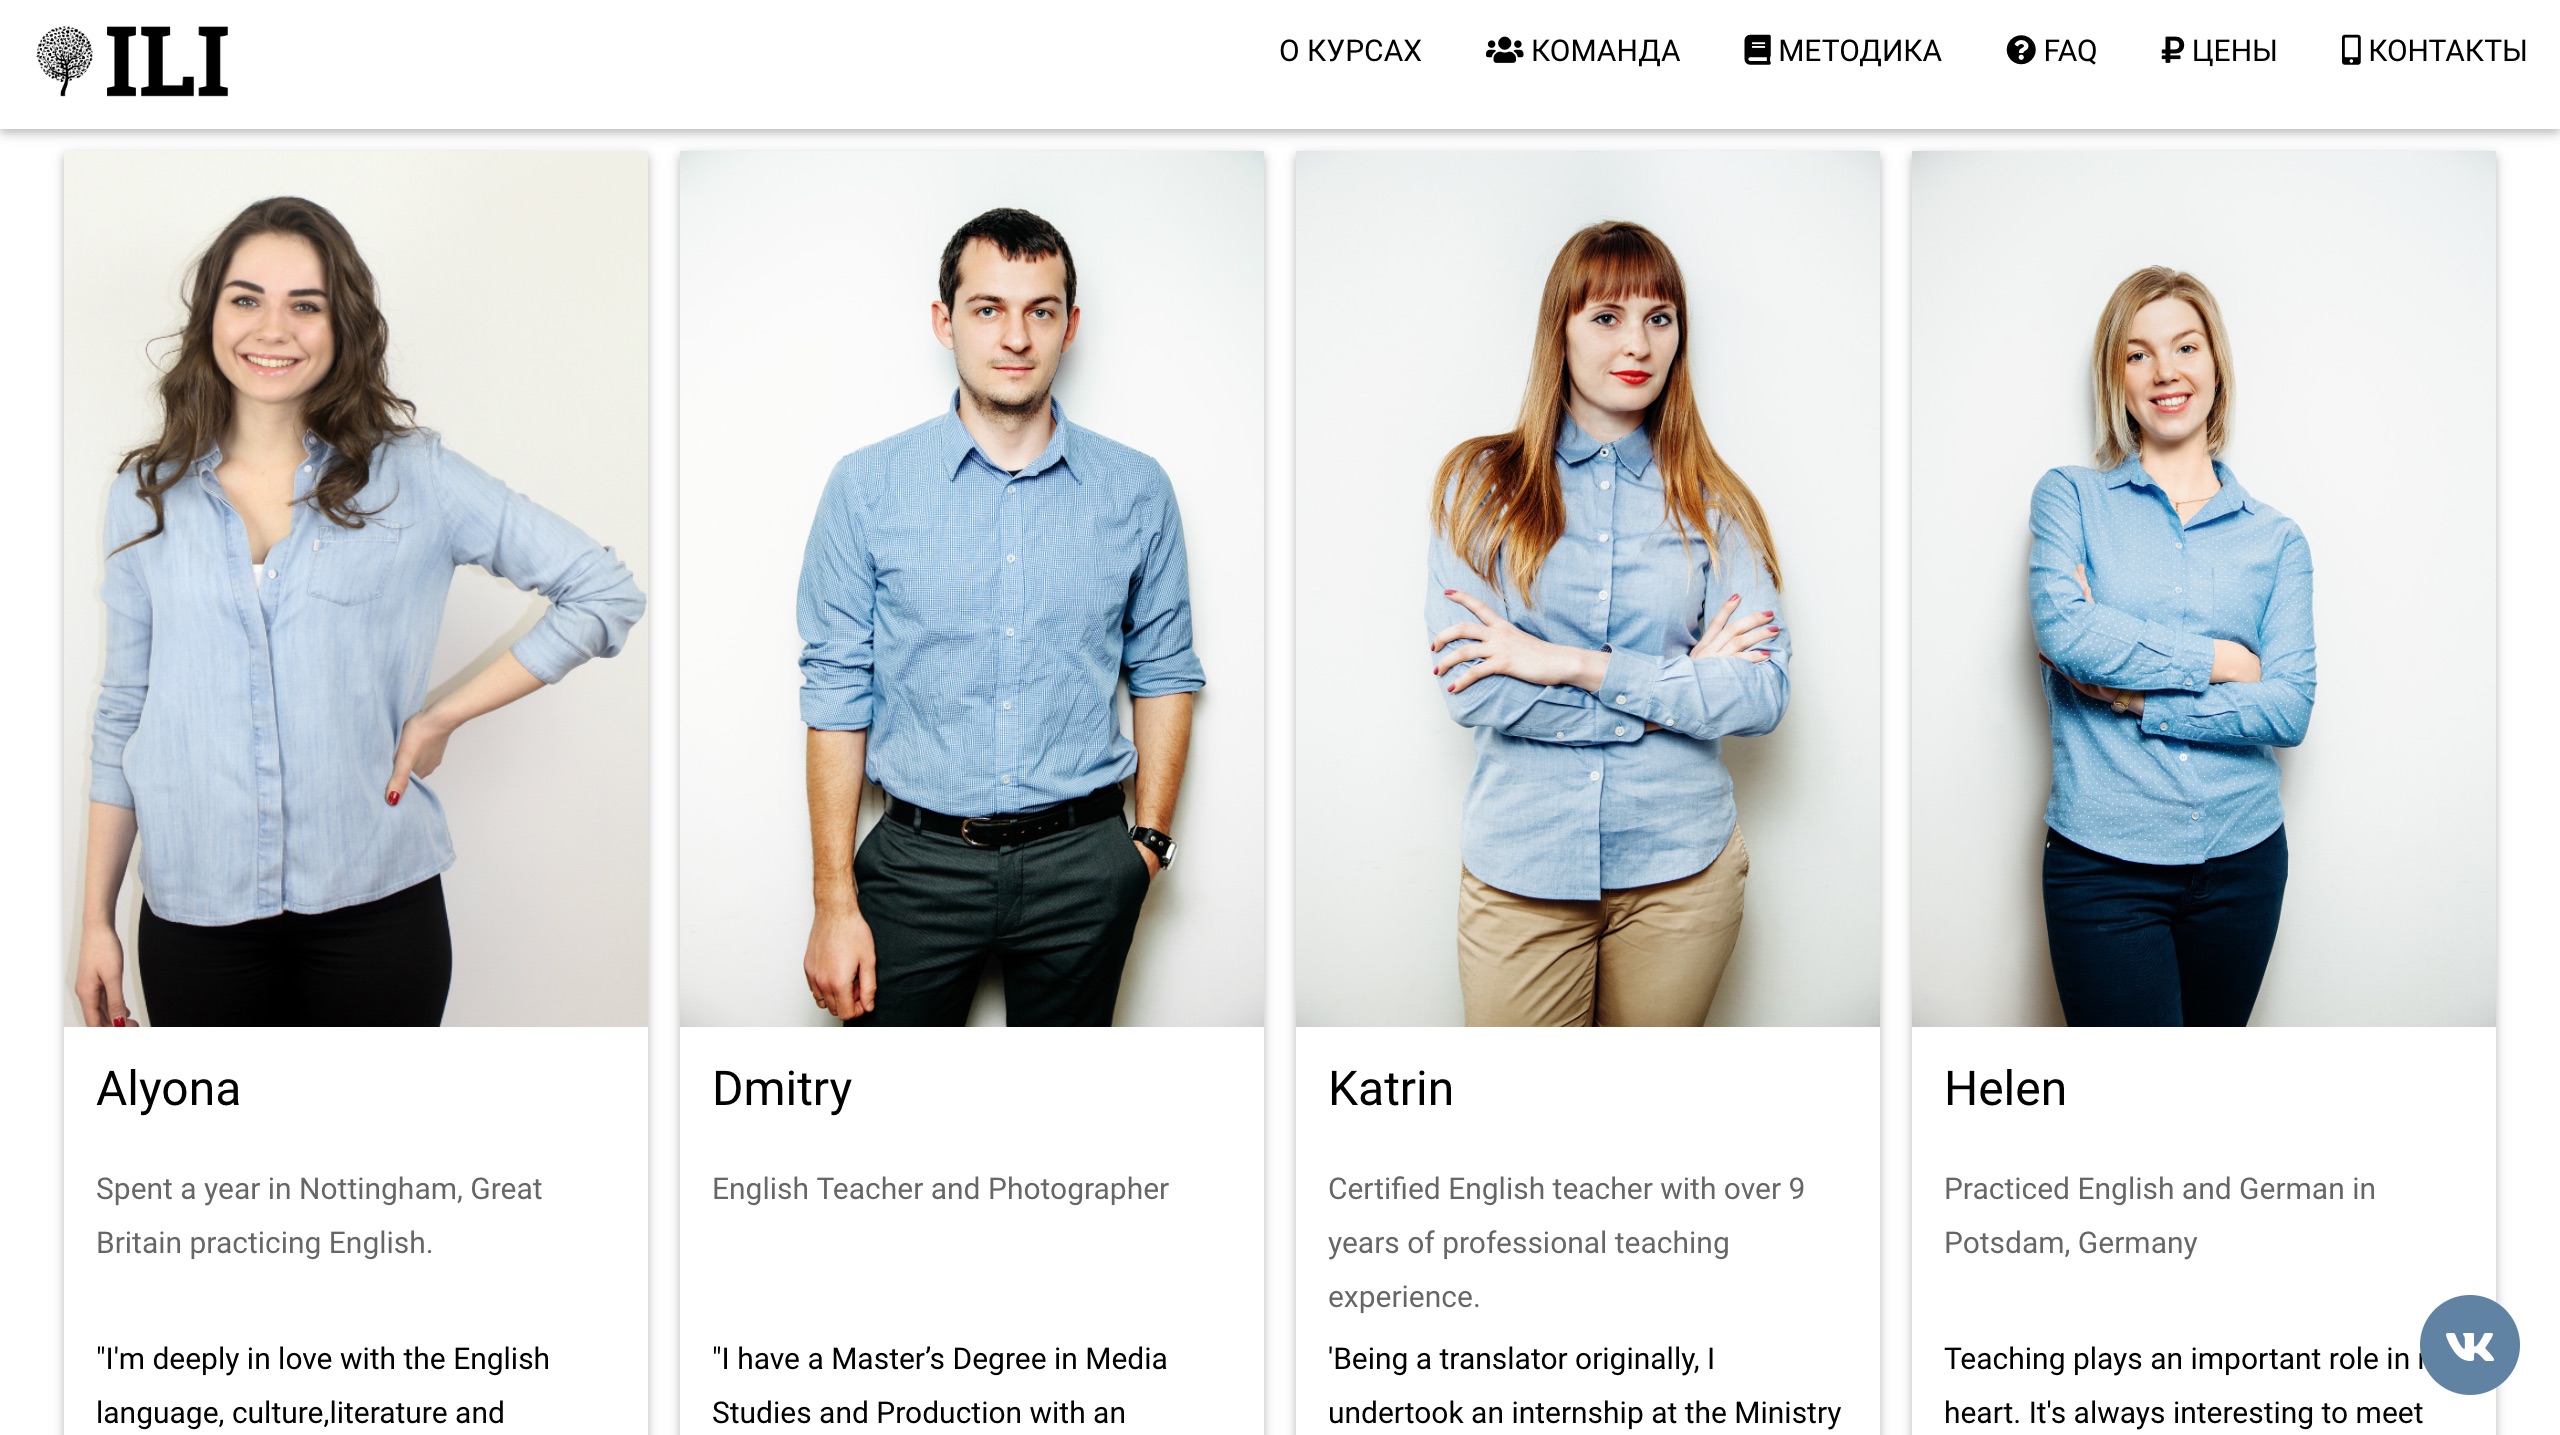 ILI
О КУРСАХ
КОМАНДА
МЕТОДИКА
FAQ
ЦЕНЫ
КОНТАКТЫ
Alyona
Spent a year in Nottingham, Great
Britain practicing English.
"I'm deeply in love with the English
language, culture,literature and
Dmitry
English Teacher and Photographer
"I have a Master’s Degree in Media
Studies and Production with an
Katrin
Certified English teacher with over 9
years of professional teaching
experience.
'Being a translator originally, I
undertook an internship at the Ministry
Helen
Practiced English and German in
Potsdam, Germany
Teaching plays an important role in
heart. It's always interesting to meet